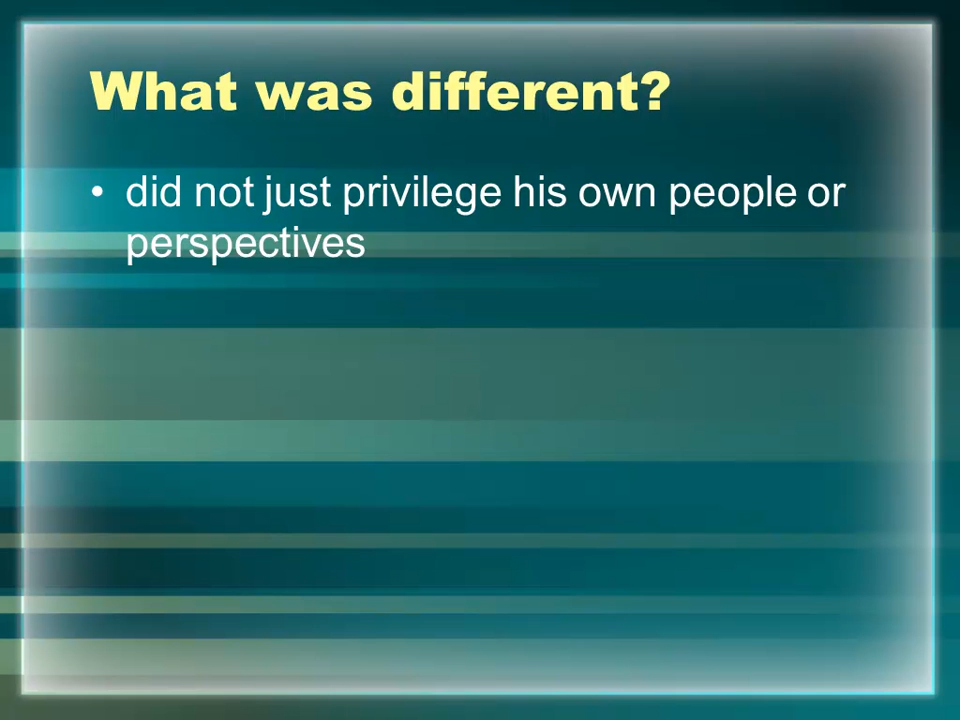 What was different?
• did not just privilege his own people or
perspectives